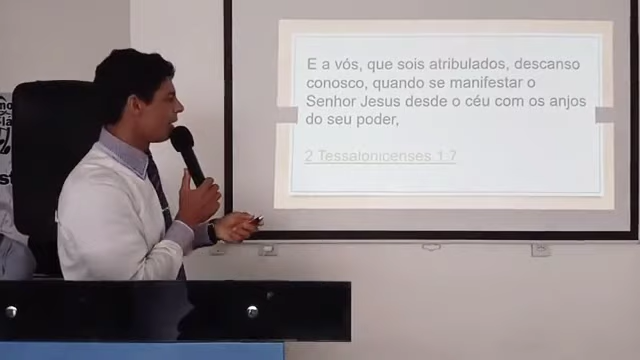 E a vós, que sois atribulados, descanso
conosco, quando se manifestar o
Senhor Jesus desde o céu com os anjos
do seu poder,
2 Tessalonicenses 1:7